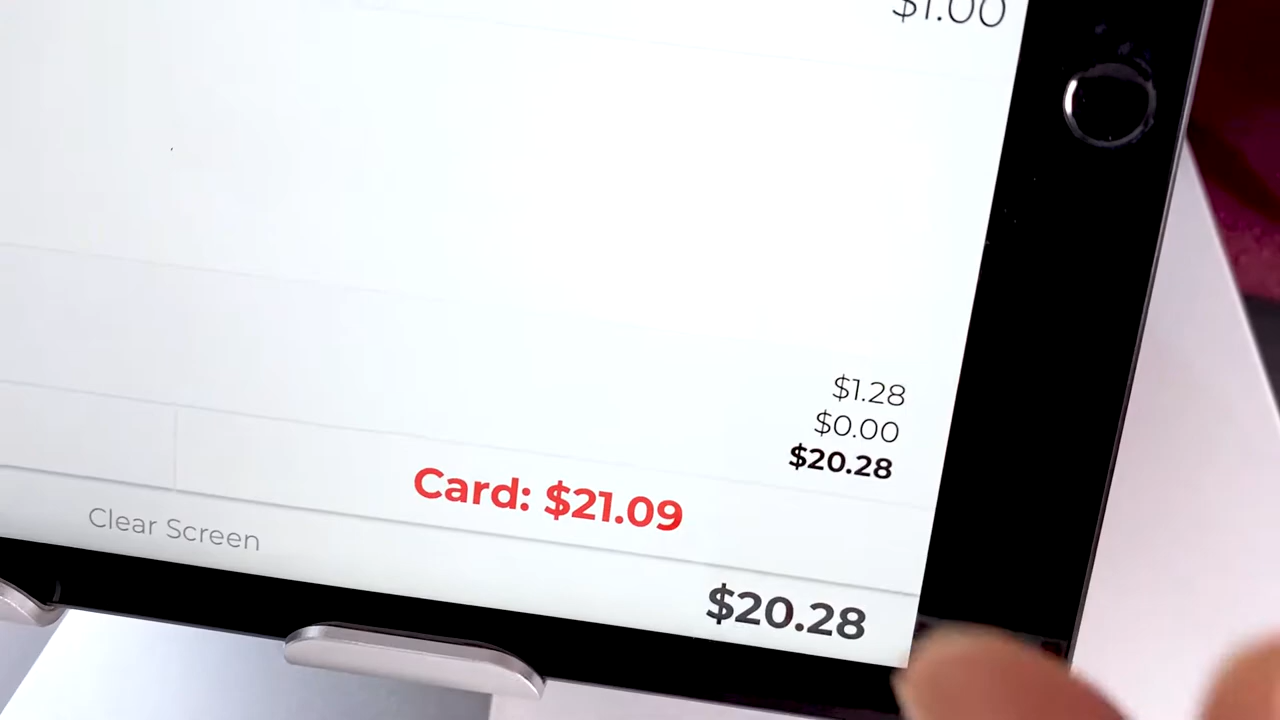 $1.00
$1.28
$0.00
$20.28
Card: $21.09
Clear Screen
$20.28